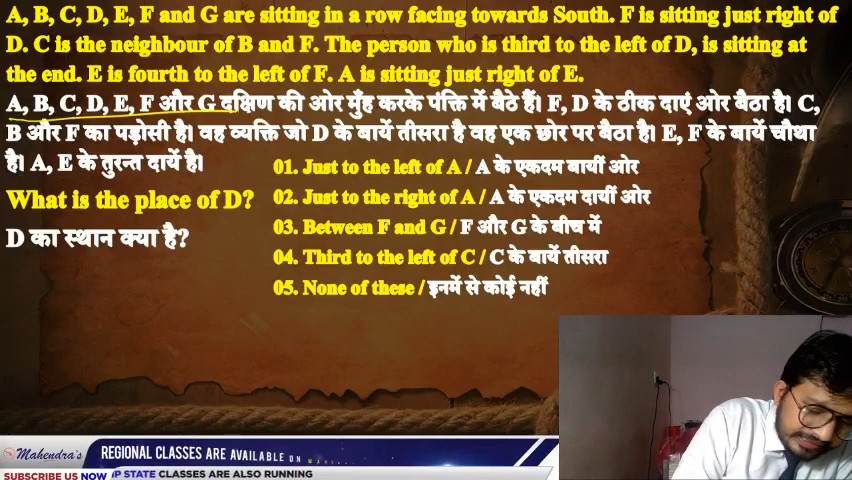 A, B, C, D, E, F and G are sitting in a row facing towards South. F is sitting just right of
D. C is the neighbour of B and F. The person who is third to the left of D, is sitting at
the end. E is fourth to the left of F. A is sitting just right of E.
A, B, C, D, E, F और G दक्षिण की ओर मुँह करके पंक्ति में बैठे हैं। F, D के ठीक दाएं ओर बैठा है। C,
B और F का पड़ोसी है। वह व्यक्ति जो D के बायें तीसरा है वह एक छोर पर बैठा है। E, F के बायें चौथा
है। A, E के तुरन्त दायें है।
01. Just to the left of A / A के एकदम बायीं ओर
What is the place of D?
02. Just to the right of A / A के एकदम दायीं ओर
03. Between F and G / F और G के बीच में
D का स्थान क्या है?
04. Third to the left of C / C के बायें तीसरा
05. None of these / इनमें से कोई नहीं
Mahendra's
REGIONAL CLASSES ARE AVAILABLE ON
SUBSCRIBE US NOW
STATE CLASSES ARE ALSO RUNNING